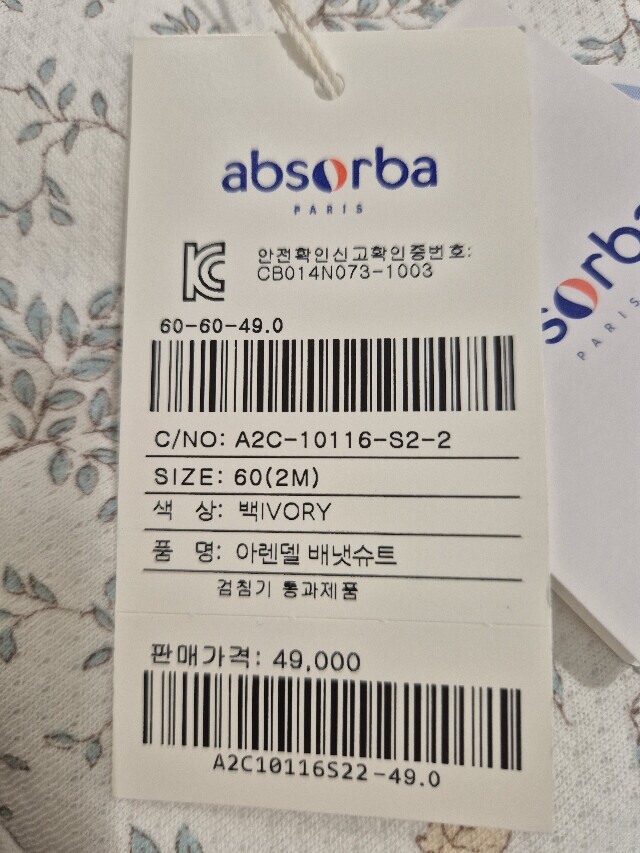 absorba
PARIS
안전확인신고확인증번호:
CB014N073-1003
60-60-49.0
C/NO: A2C-10116-S2-2
SIZE: 60(2M)
색 상: 백IVORY
품 명: 아렌델 배냇슈트
검침기 통과제품
판매가격: 49,000
A2C10116S22-49.0
sorba
PARIS